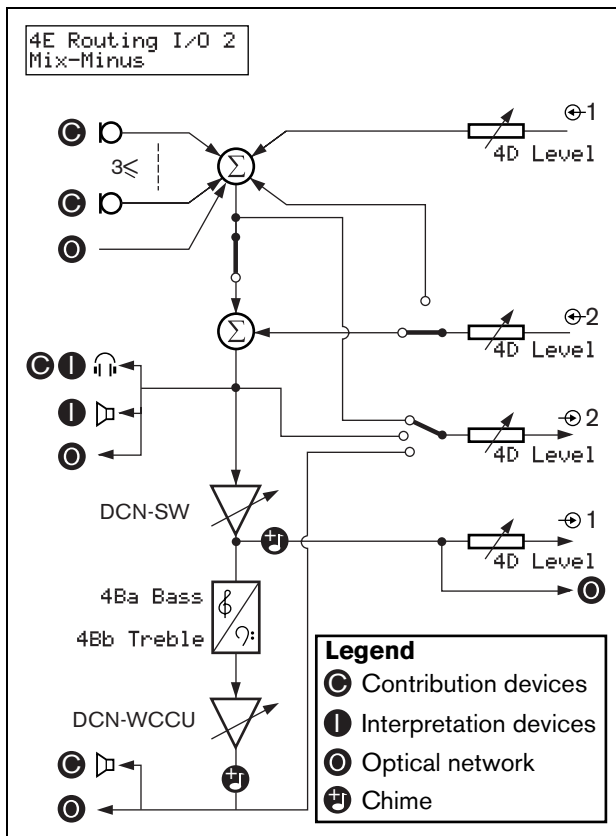 4E Routing I/O 2
Mix-Minus
C
1
4D Level
3⩽
Σ
C
O
2
Σ
4D Level
C I
I
2
O
4D Level
DCN-SW
1
4D Level
O
4Ba Bass
4Bb Treble
DCN-WCCU
C
O
Legend
C Contribution devices
I Interpretation devices
O Optical network
Chime